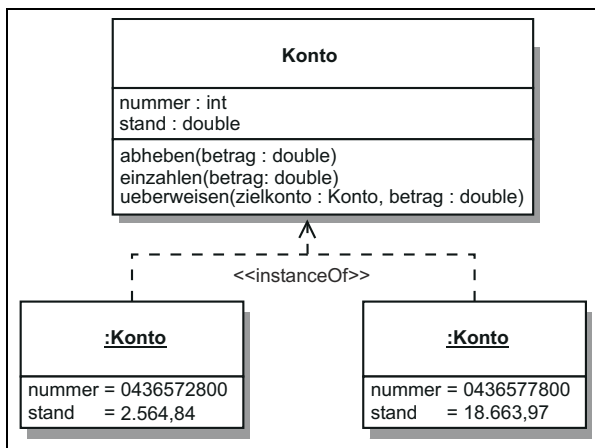 Konto
nummer : int
stand : double
abheben(betrag : double)
einzahlen(betrag: double)
ueberweisen(zielkonto : Konto, betrag : double)
<<instanceOf>>
:Konto
nummer = 0436572800
stand = 2.564,84
:Konto
nummer = 0436577800
stand = 18.663,97